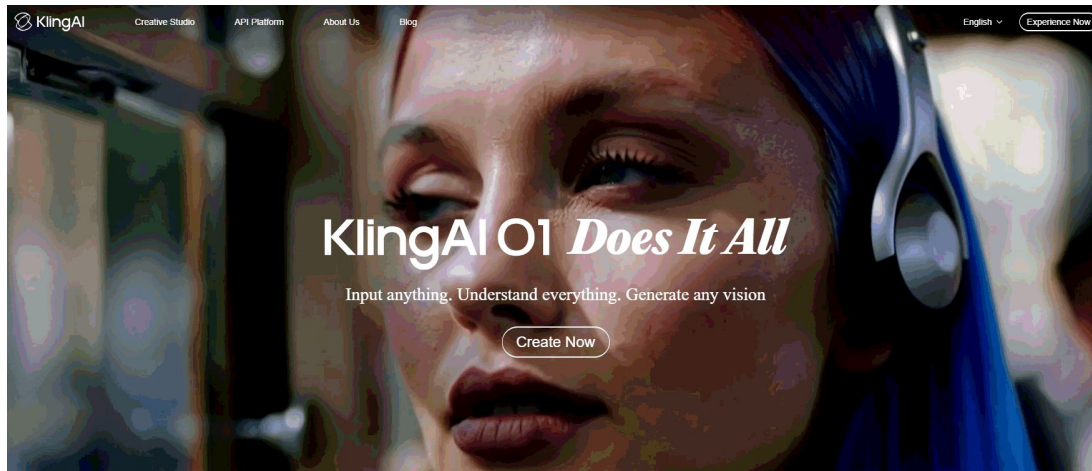 KlingAI
Creative Studio
API Platform
About Us
Blog
English
Experience Now
KlingAI O1 Does It All
Input anything. Understand everything. Generate any vision
Create Now